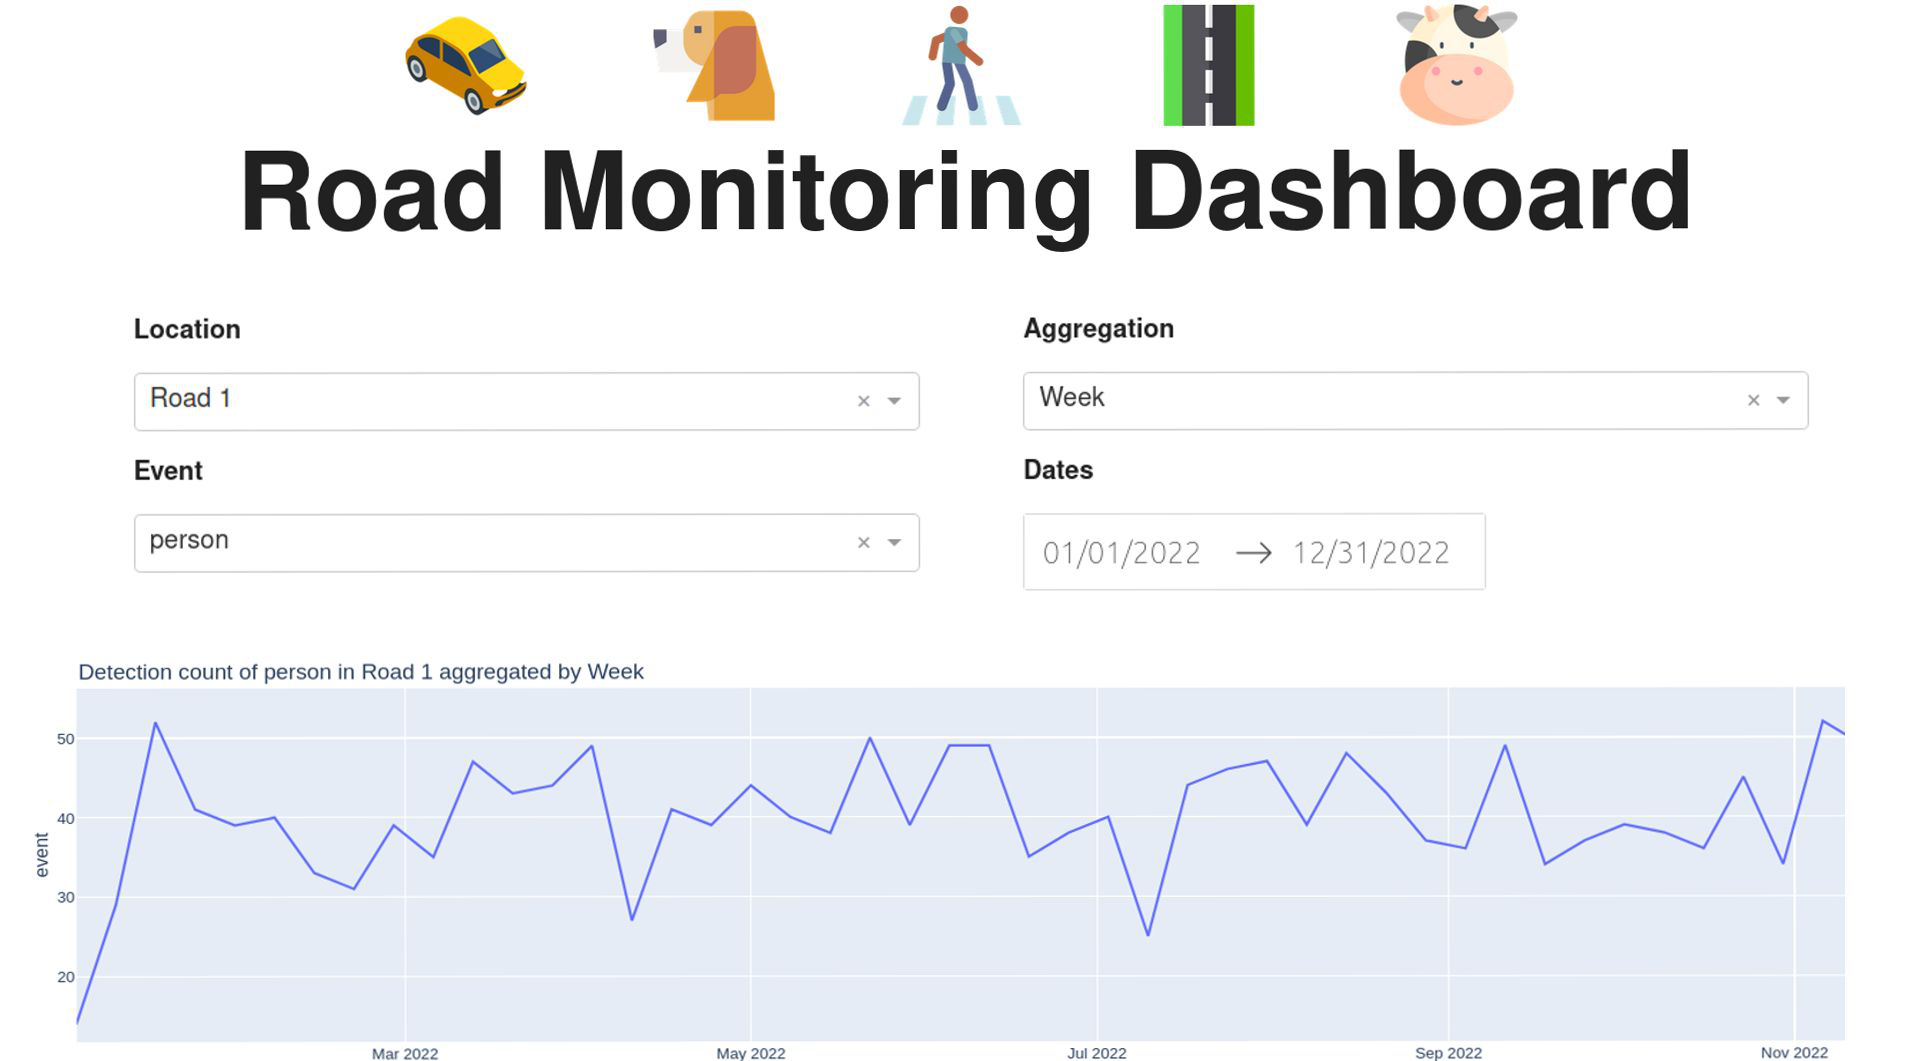 Road Monitoring Dashboard
Location
Aggregation
Road 1
×
Week
×
Event
Dates
person
×
01/01/2022 → 12/31/2022
Detection count of person in Road 1 aggregated by Week
50
40
30
20
event
Mar 2022
May 2022
Jul 2022
Sep 2022
Nov 2022